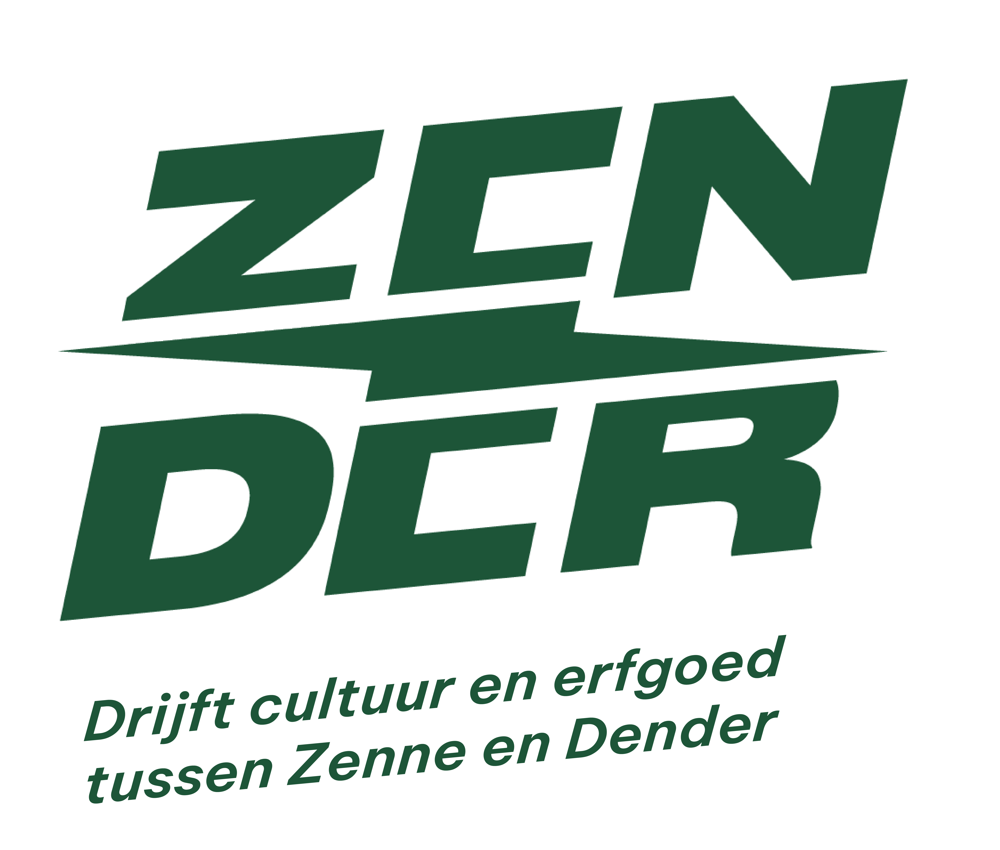 ZEN
DER
Drijft cultuur en erfgoed
tussen Zenne en Dender